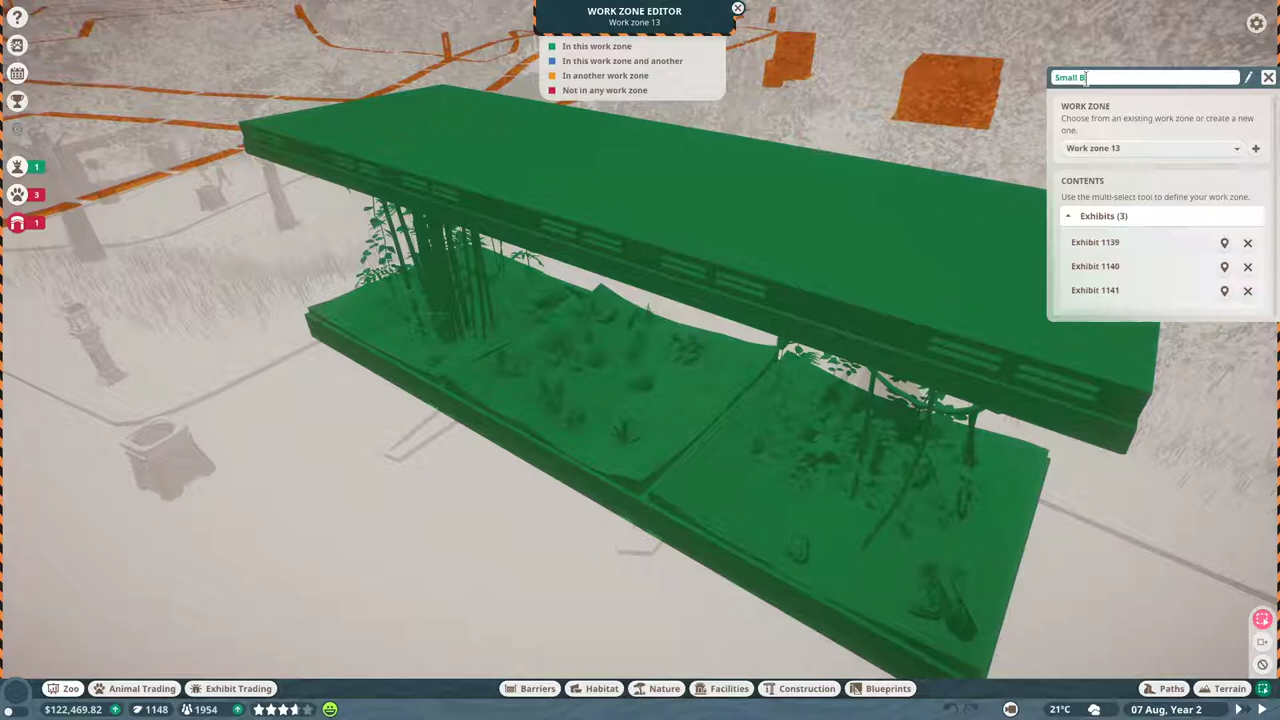 WORK ZONE EDITOR
Work zone 13
In this work zone
In this work zone and another
In another work zone
Not in any work zone
Small B
WORK ZONE
Choose from an existing work zone or create a new
one.
Work zone 13
CONTENTS
Use the multi-select tool to define your work zone.
Exhibits (3)
Exhibit 1139
Exhibit 1140
Exhibit 1141
1
3
1
Zoo
Animal Trading
Exhibit Trading
Barriers
Habitat
Nature
Facilities
Construction
Blueprints
Paths
Terrain
$122,469.82
1148
1954
21°C
07 Aug, Year 2